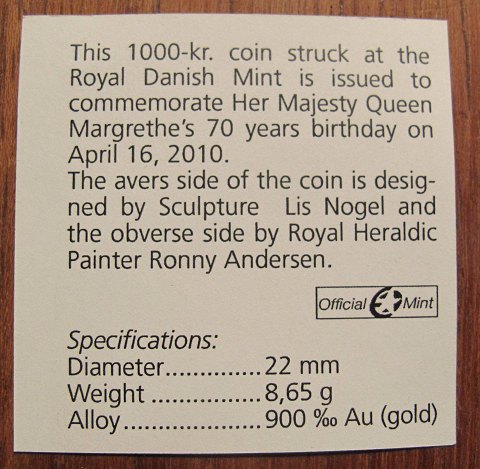 This 1000-kr. coin struck at the
Royal Danish Mint is issued to
commemorate Her Majesty Queen
Margrethe's 70 years birthday on
April 16, 2010.
The avers side of the coin is desig-
ned by Sculpture Lis Nogel and
the obverse side by Royal Heraldic
Painter Ronny Andersen.
Official Mint
Specifications:
Diameter..............22 mm
Weight ................8,65 g
Alloy....................900 ‰ Au (gold)